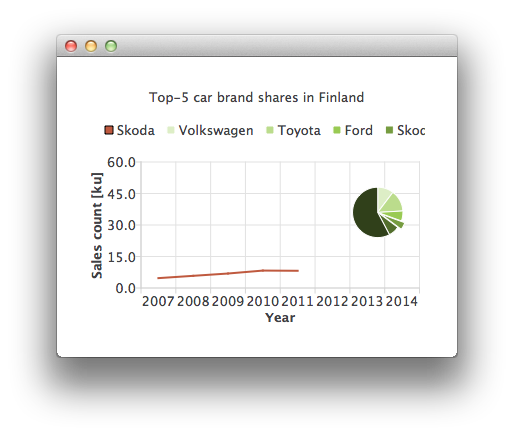 Top-5 car brand shares in Finland
Skoda Volkswagen Toyota Ford Skod
60.0
45.0
30.0
15.0
0.0
Sales count [ku]
2007 2008 2009 2010 2011 2012 2013 2014
Year